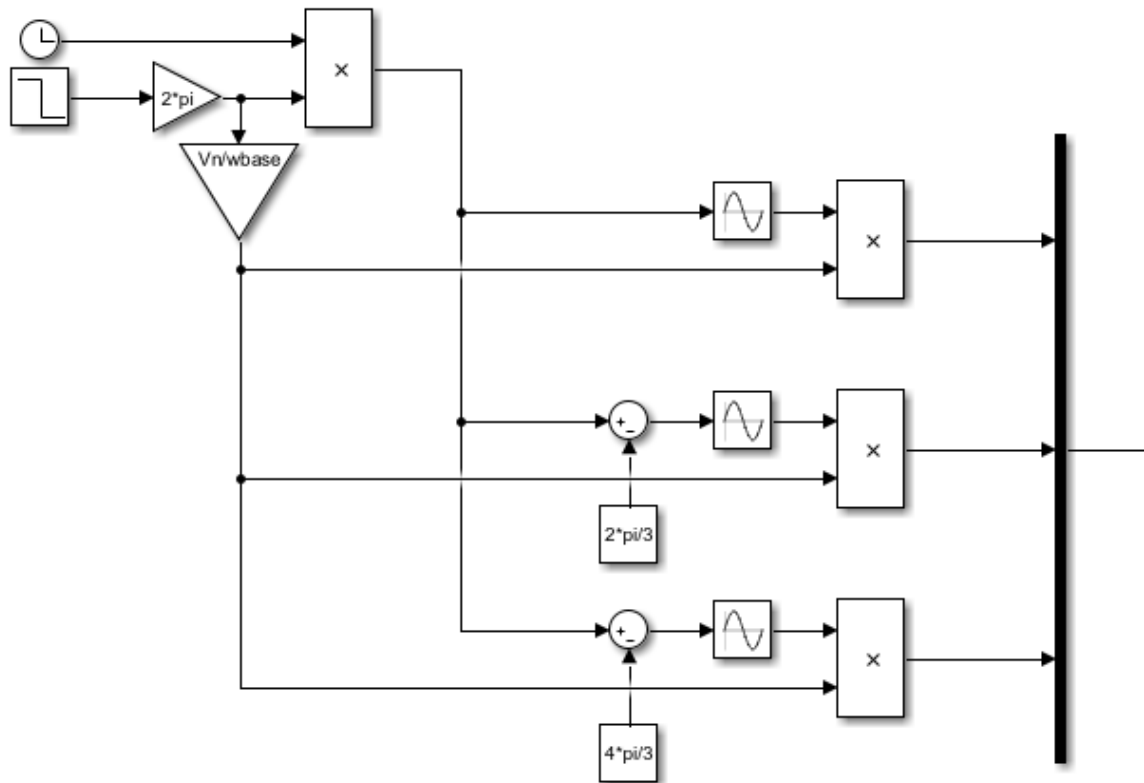 ×
2*pi
Vn/wbase
×
+
-
×
2*pi/3
+
-
×
4*pi/3